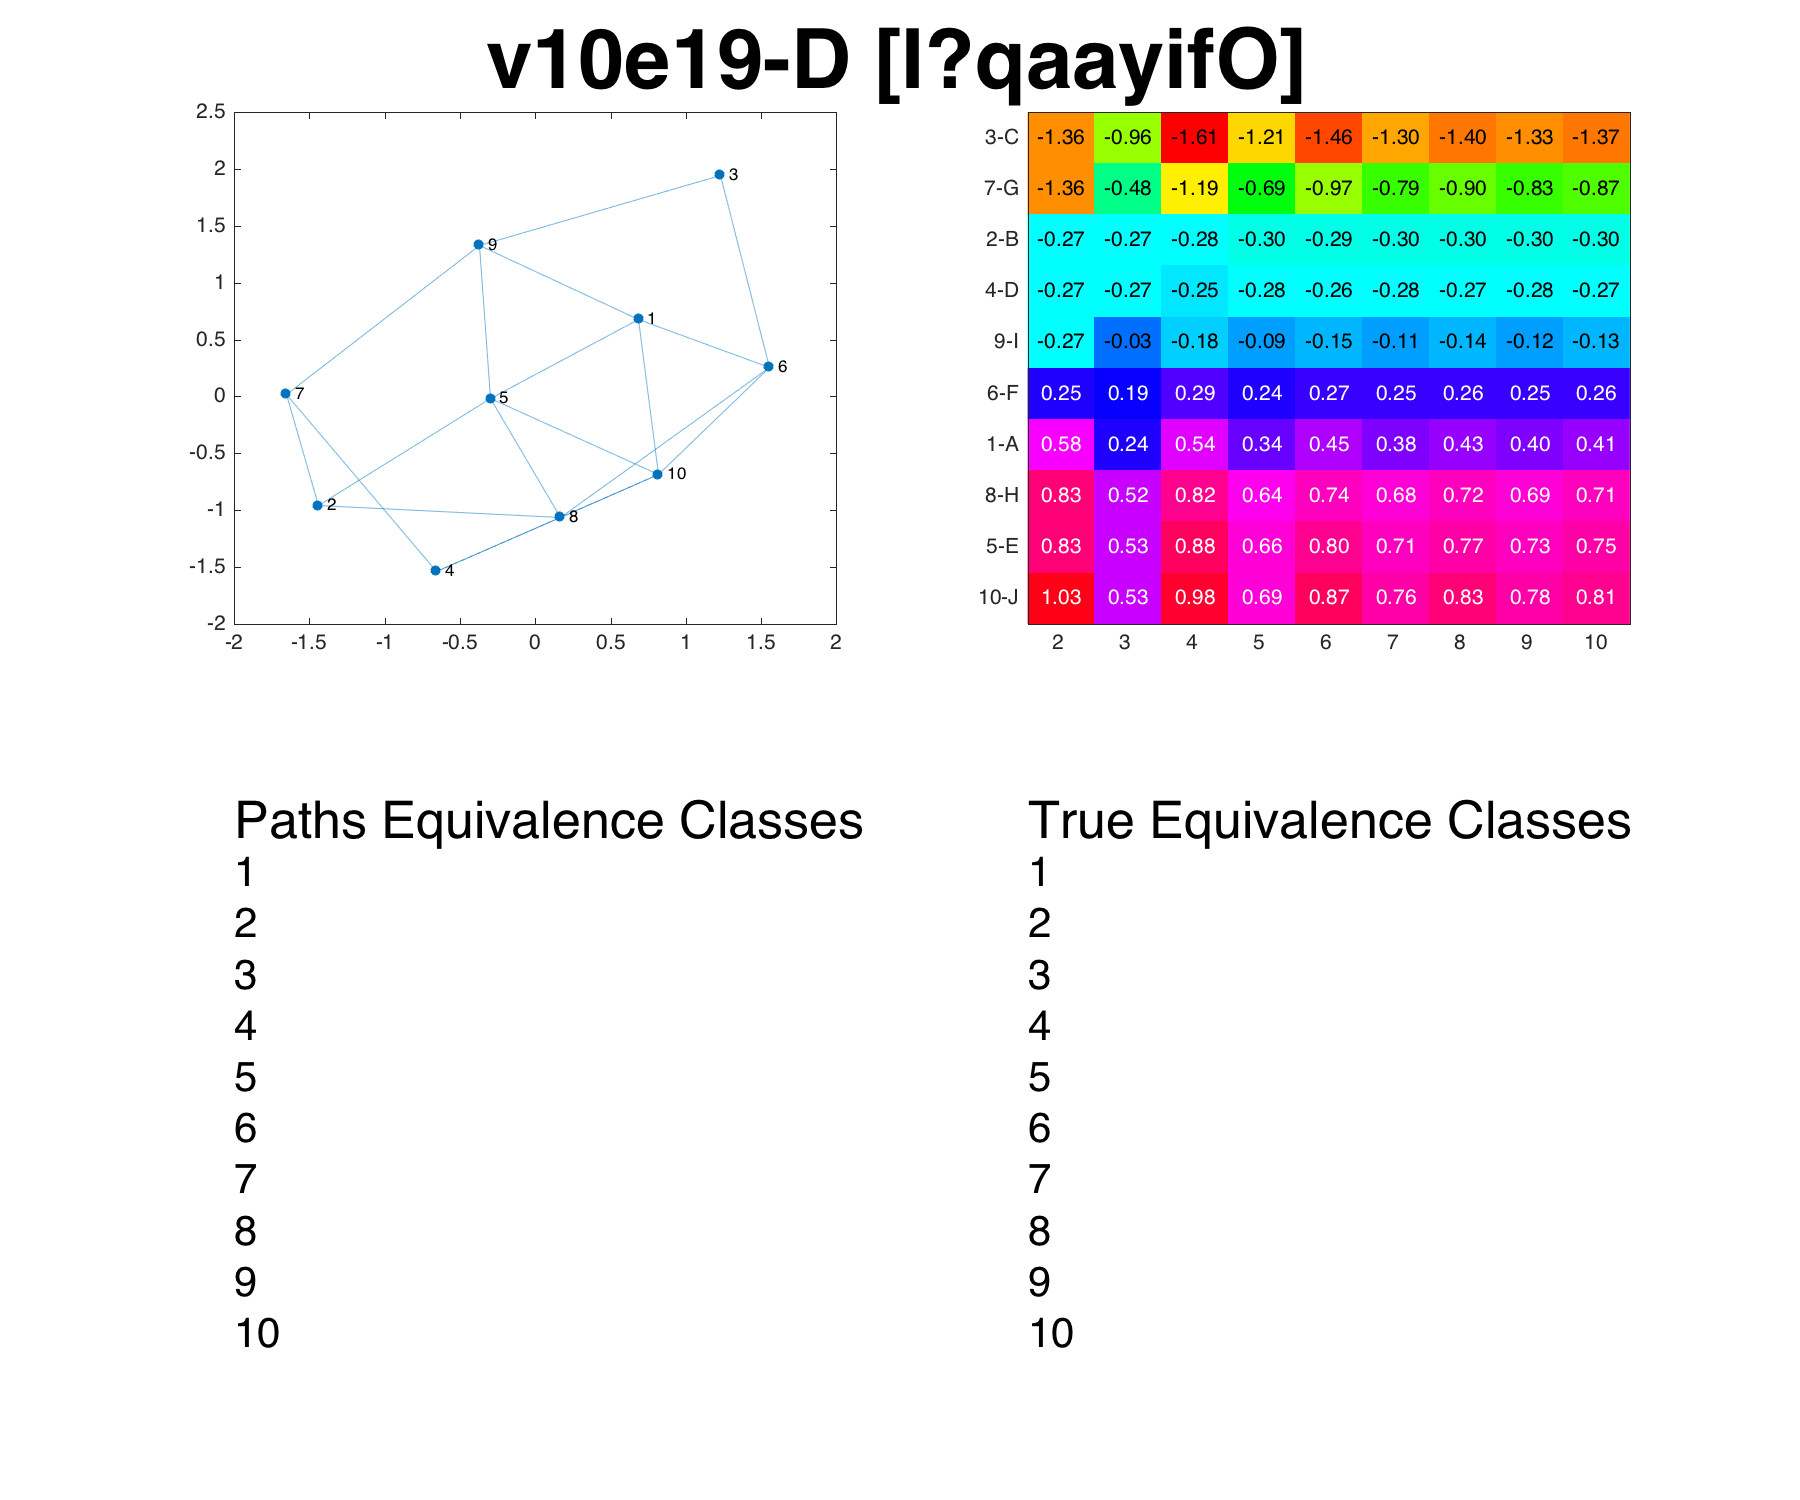 v10e19-D [I?qaayifO]
2.5
2
1.5
1
0.5
0
-0.5
-1
-1.5
-2
-2 -1.5 -1 -0.5 0 0.5 1 1.5 2
3
9
1
6
7
5
10
2
8
4
3-C -1.36 -0.96 -1.61 -1.21 -1.46 -1.30 -1.40 -1.33 -1.37
7-G -1.36 -0.48 -1.19 -0.69 -0.97 -0.79 -0.90 -0.83 -0.87
2-B -0.27 -0.27 -0.28 -0.30 -0.29 -0.30 -0.30 -0.30 -0.30
4-D -0.27 -0.27 -0.25 -0.28 -0.26 -0.28 -0.27 -0.28 -0.27
9-I -0.27 -0.03 -0.18 -0.09 -0.15 -0.11 -0.14 -0.12 -0.13
6-F 0.25 0.19 0.29 0.24 0.27 0.25 0.26 0.25 0.26
1-A 0.58 0.24 0.54 0.34 0.45 0.38 0.43 0.40 0.41
8-H 0.83 0.52 0.82 0.64 0.74 0.68 0.72 0.69 0.71
5-E 0.83 0.53 0.88 0.66 0.80 0.71 0.77 0.73 0.75
10-J 1.03 0.53 0.98 0.69 0.87 0.76 0.83 0.78 0.81
2 3 4 5 6 7 8 9 10
Paths Equivalence Classes
1
2
3
4
5
6
7
8
9
10
True Equivalence Classes
1
2
3
4
5
6
7
8
9
10